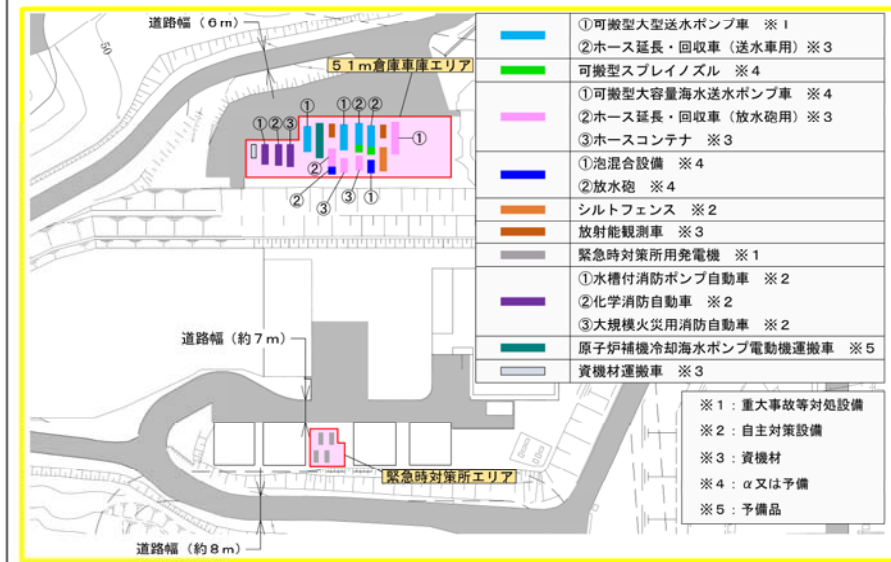 道路幅（６ｍ）
５１ｍ倉庫車庫エリア
① ② ③ ① ① ② ② ①
② ② ③ ③ ①
50
道路幅（約７ｍ）
緊急時対策所エリア
道路幅（約８ｍ）
①可搬型大型送水ポンプ車　※１
②ホース延長・回収車（送水車用）※３
可搬型スプレイノズル　※４
①可搬型大容量海水送水ポンプ車　※４
②ホース延長・回収車（放水砲用）※３
③ホースコンテナ　※３
①泡混合設備　※４
②放水砲　※４
シルトフェンス　※２
放射能観測車　※３
緊急時対策所用発電機　※１
①水槽付消防ポンプ自動車　※２
②化学消防自動車　※２
③大規模火災用消防自動車　※２
原子炉補機冷却海水ポンプ電動機運搬車　※５
資機材運搬車　※３
※１：重大事故等対処設備
※２：自主対策設備
※３：資機材
※４：α又は予備
※５：予備品